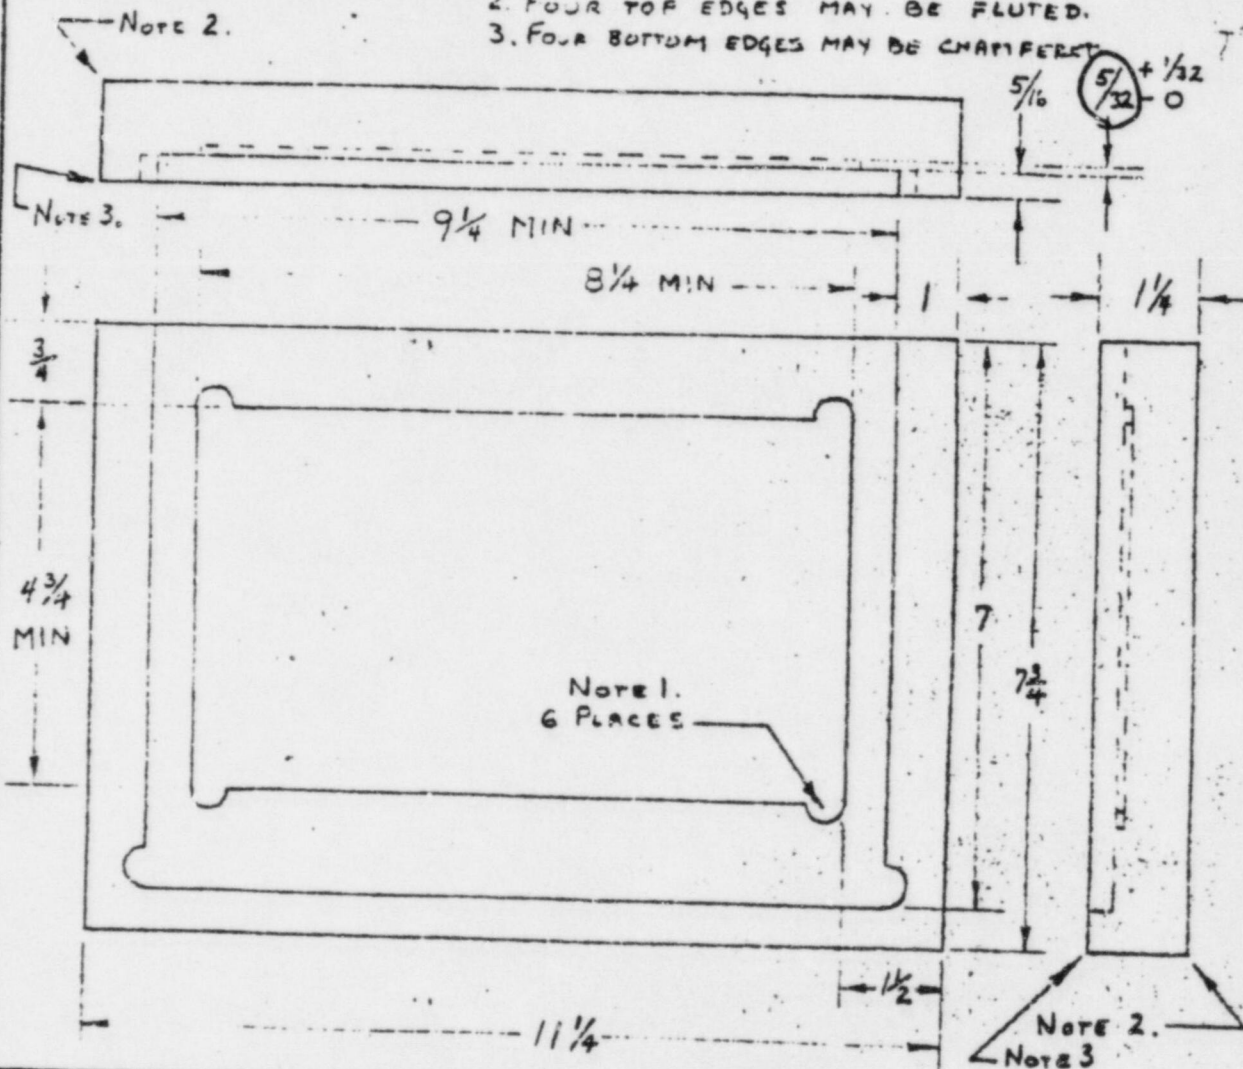 2. FOUR TOP EDGES MAY BE FLUTED.
3. FOUR BOTTOM EDGES MAY BE CHAMFERED
NOTE 2.
5/16
5/32 + 1/32 - 0
NOTE 3.
9 1/4 MIN
8 1/4 MIN
1
1 1/4
3/4
4 3/4
MIN
7
7 3/4
NOTE 1.
6 PLACES
1 1/2
11 1/4
NOTE 2.
NOTE 3